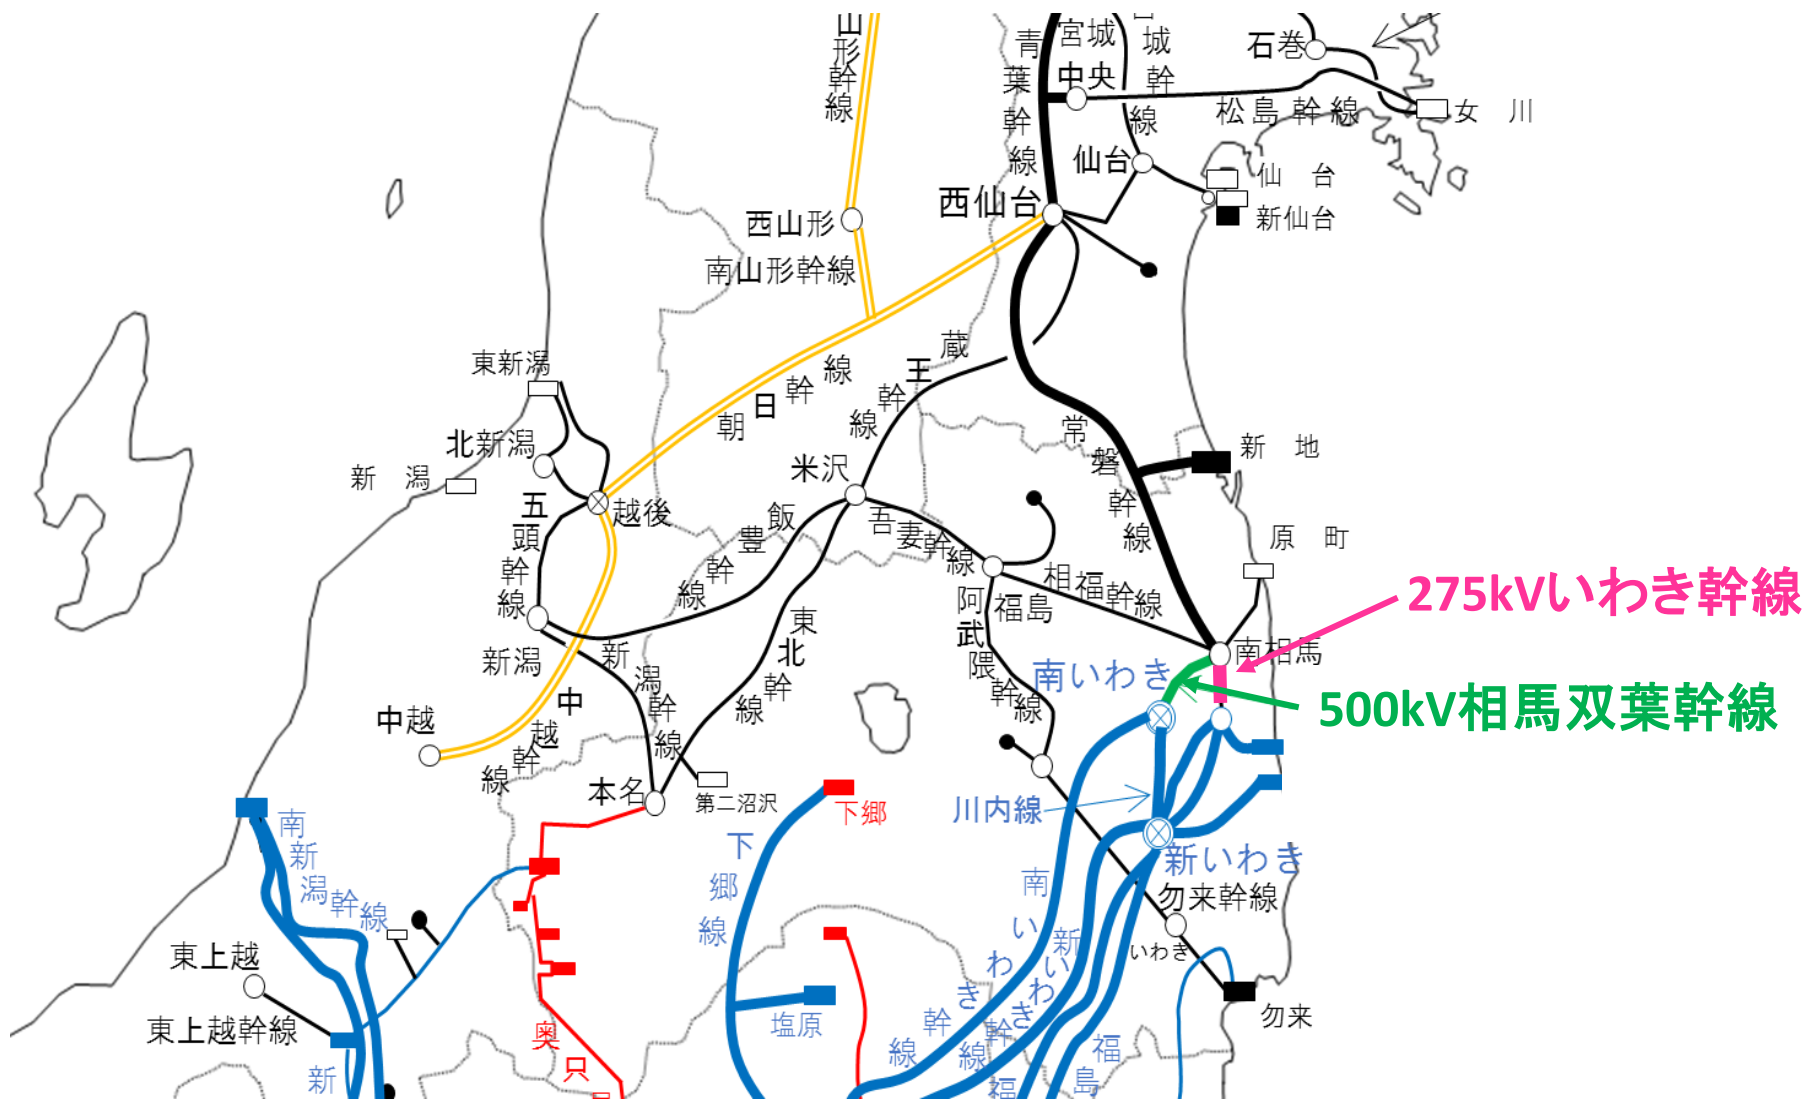 山形幹線
青葉幹線
宮城
中央
宮城幹線
石巻
松島幹線
女川
仙台
仙台
新仙台
西仙台
西山形
南山形幹線
蔵王幹線
朝日幹線
東新潟
北新潟
新潟
越後
五頭幹線
米沢
飯豊幹線
吾妻幹線
常磐幹線
新地
原町
相福幹線
福島
阿武隈幹線
東北幹線
新潟
新潟幹線
中越
中越幹線
本名
第二沼沢
南相馬
275kVいわき幹線
500kV相馬双葉幹線
南いわき
川内線
新いわき
勿来幹線
いわき
勿来
下郷
下郷線
塩原
南いわき幹線
新いわき幹線
福島
福
南新潟幹線
東上越
東上越幹線
新
奥只